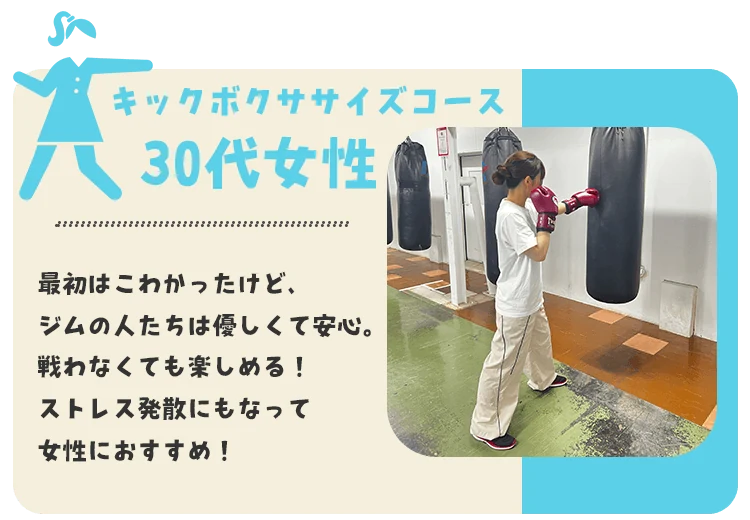 キックボクササイズコース
30代女性
最初はこわかったけど、
ジムの人たちは優しくて安心。
戦わなくても楽しめる！
ストレス発散にもなって
女性におすすめ！